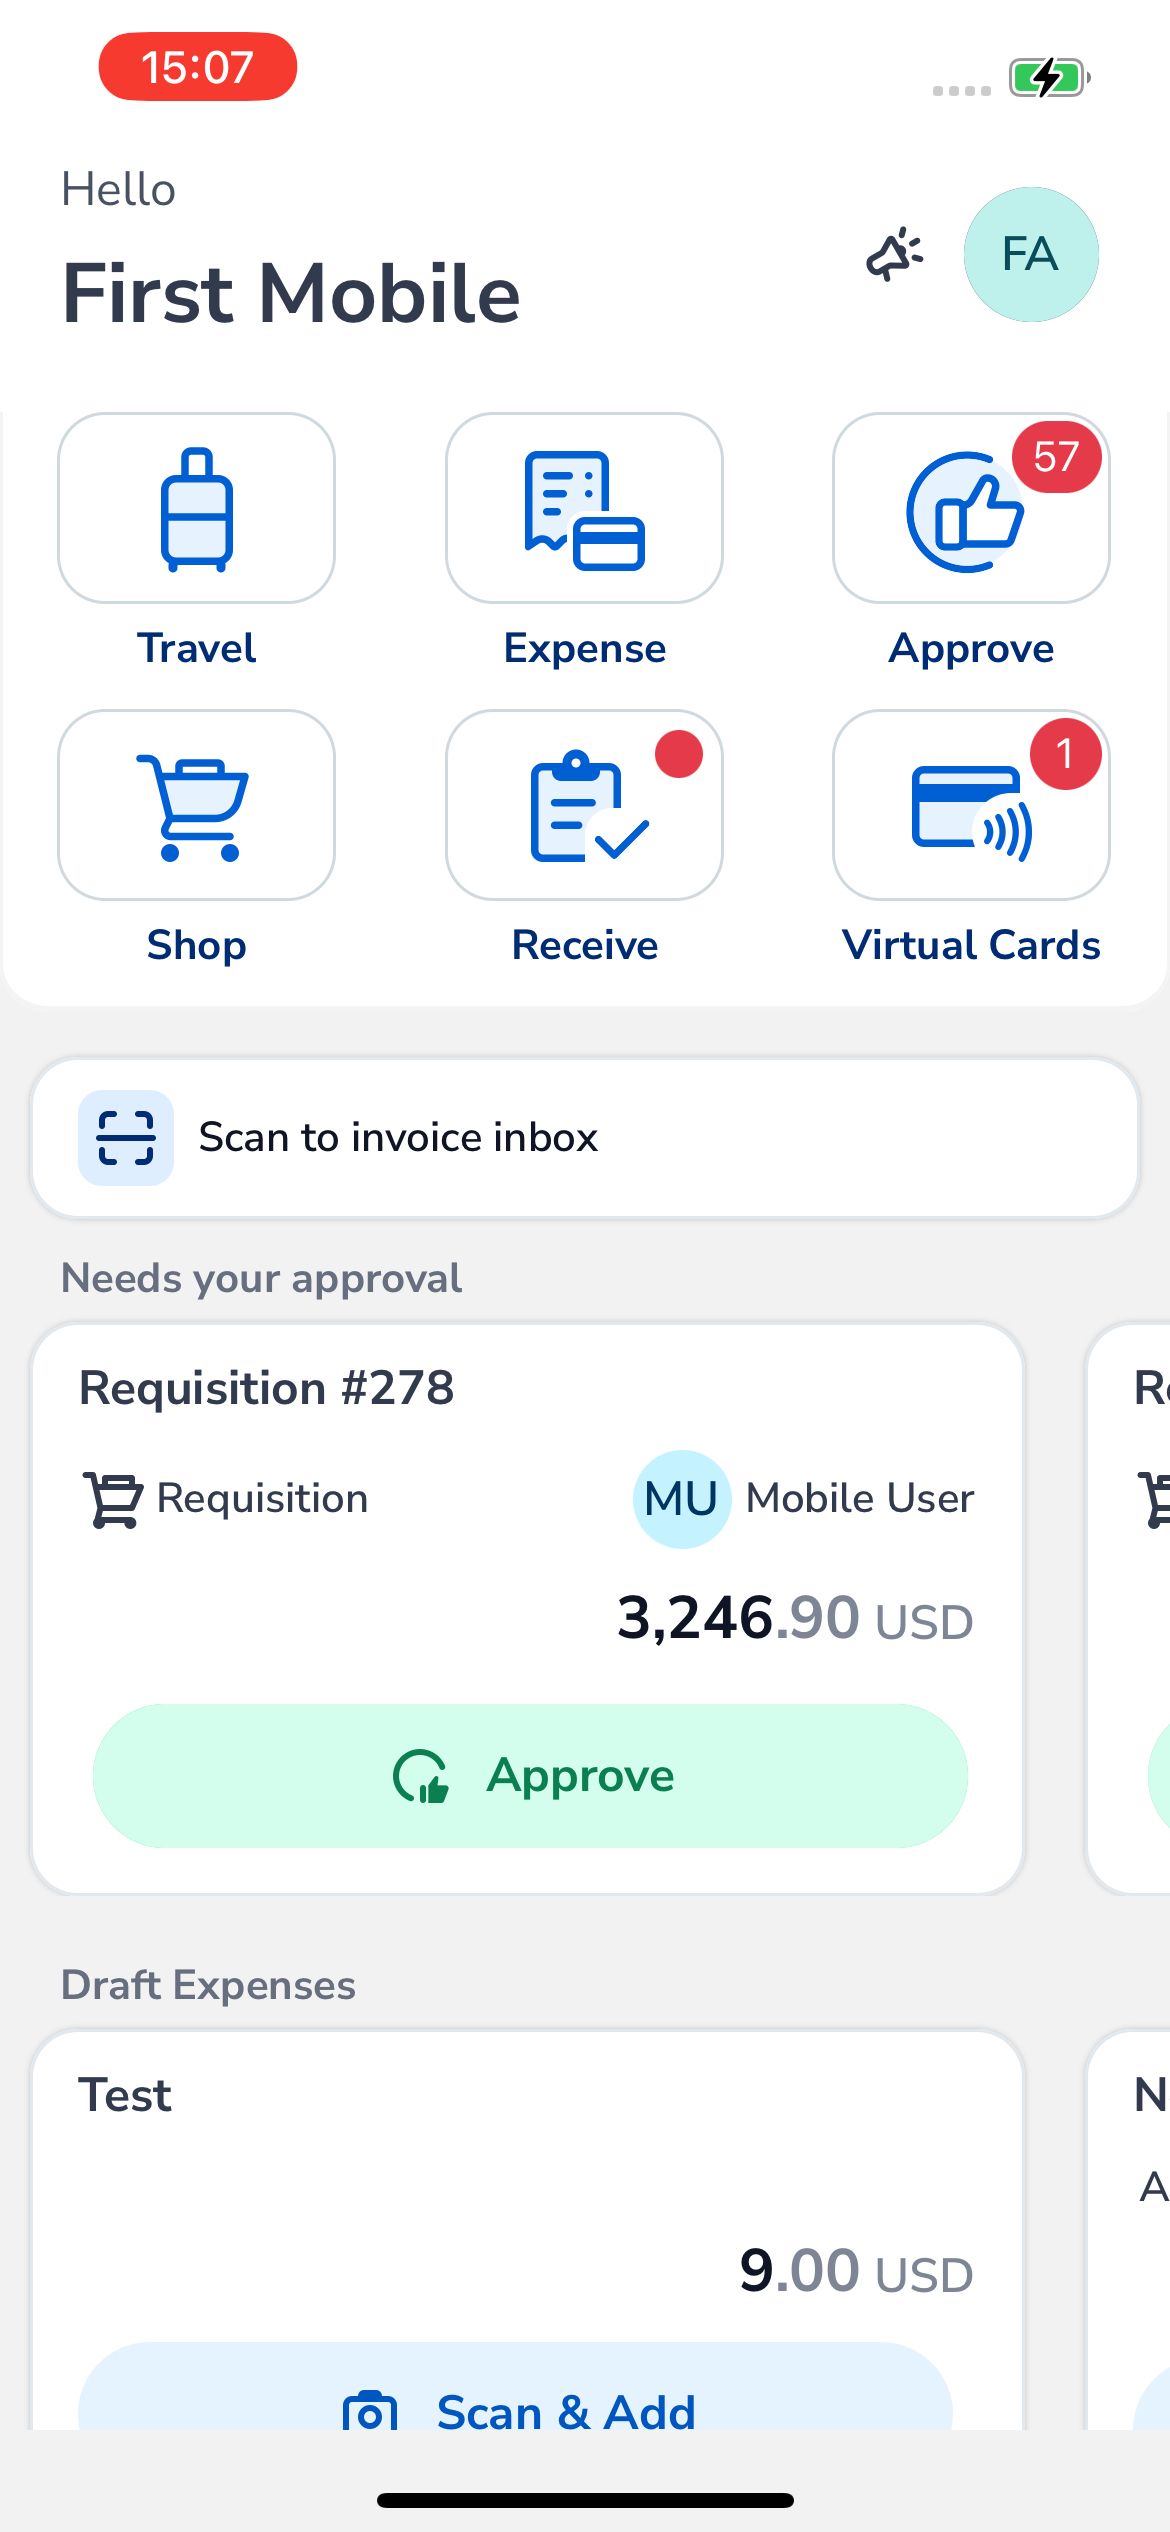 15:07
Hello
First Mobile
FA
57
Travel
Expense
Approve
1
Shop
Receive
Virtual Cards
Scan to invoice inbox
Needs your approval
Requisition #278
Requisition
MU Mobile User
3,246.90 USD
Approve
Draft Expenses
Test
N
A
9.00 USD
Scan & Add